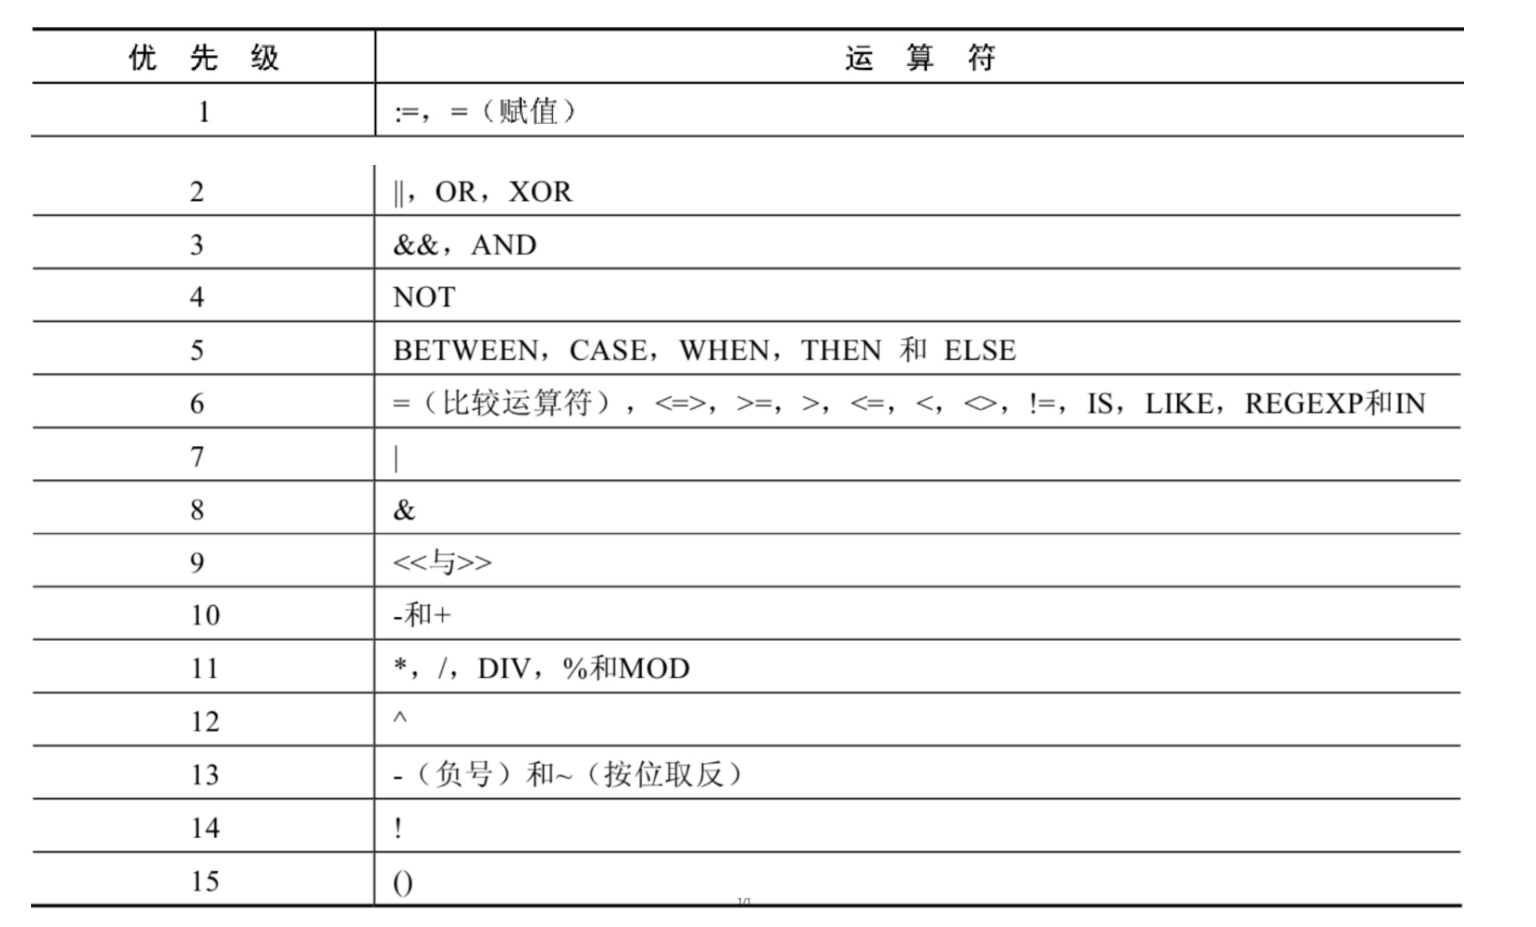 优 先 级 运 算 符
1 :=，=（赋值）
2 ||，OR，XOR
3 &&，AND
4 NOT
5 BETWEEN，CASE，WHEN，THEN 和 ELSE
6 =（比较运算符），<=>，>=，>，<=，<，<>，!=，IS，LIKE，REGEXP和IN
7 |
8 &
9 <<与>>
10 -和+
11 *，/，DIV，%和MOD
12 ^
13 -（负号）和~（按位取反）
14 !
15 ()
1/1